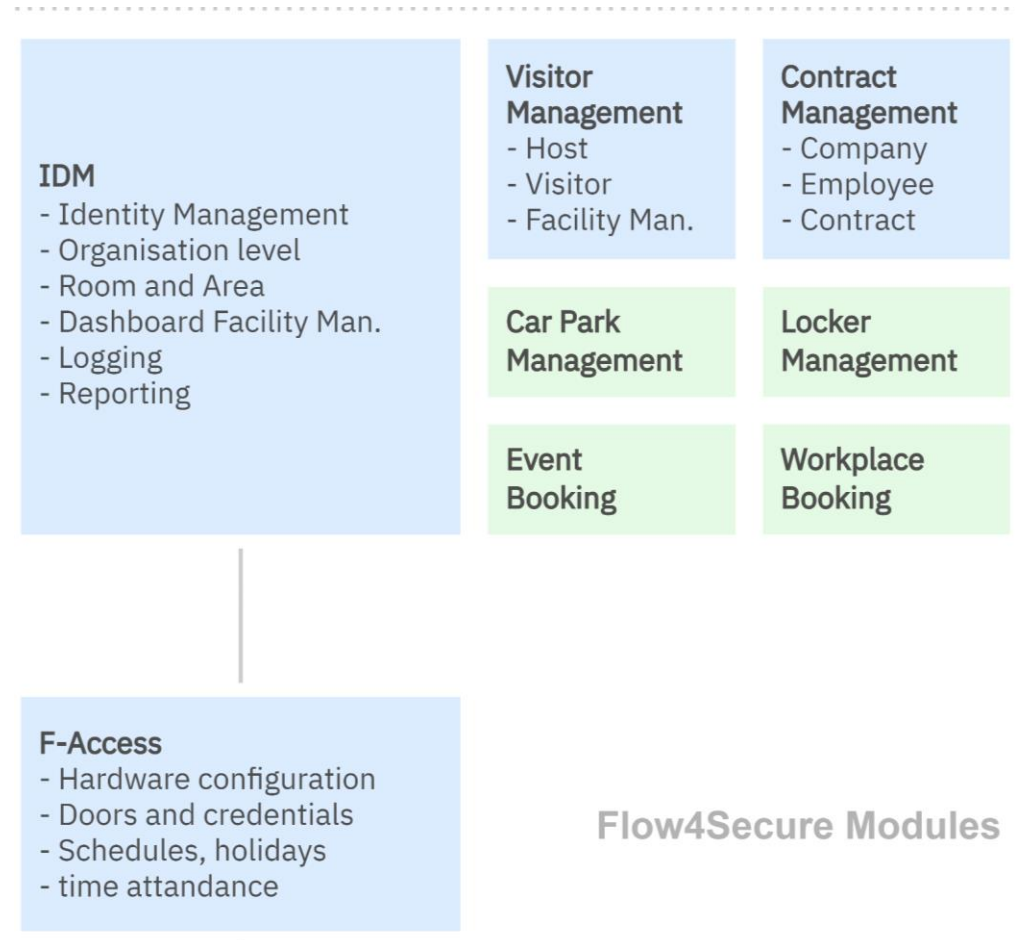 IDM
- Identity Management
- Organisation level
- Room and Area
- Dashboard Facility Man.
- Logging
- Reporting
Visitor
Management
- Host
- Visitor
- Facility Man.
Contract
Management
- Company
- Employee
- Contract
Car Park
Management
Locker
Management
Event
Booking
Workplace
Booking
F-Access
- Hardware configuration
- Doors and credentials
- Schedules, holidays
- time attandance
Flow4Secure Modules